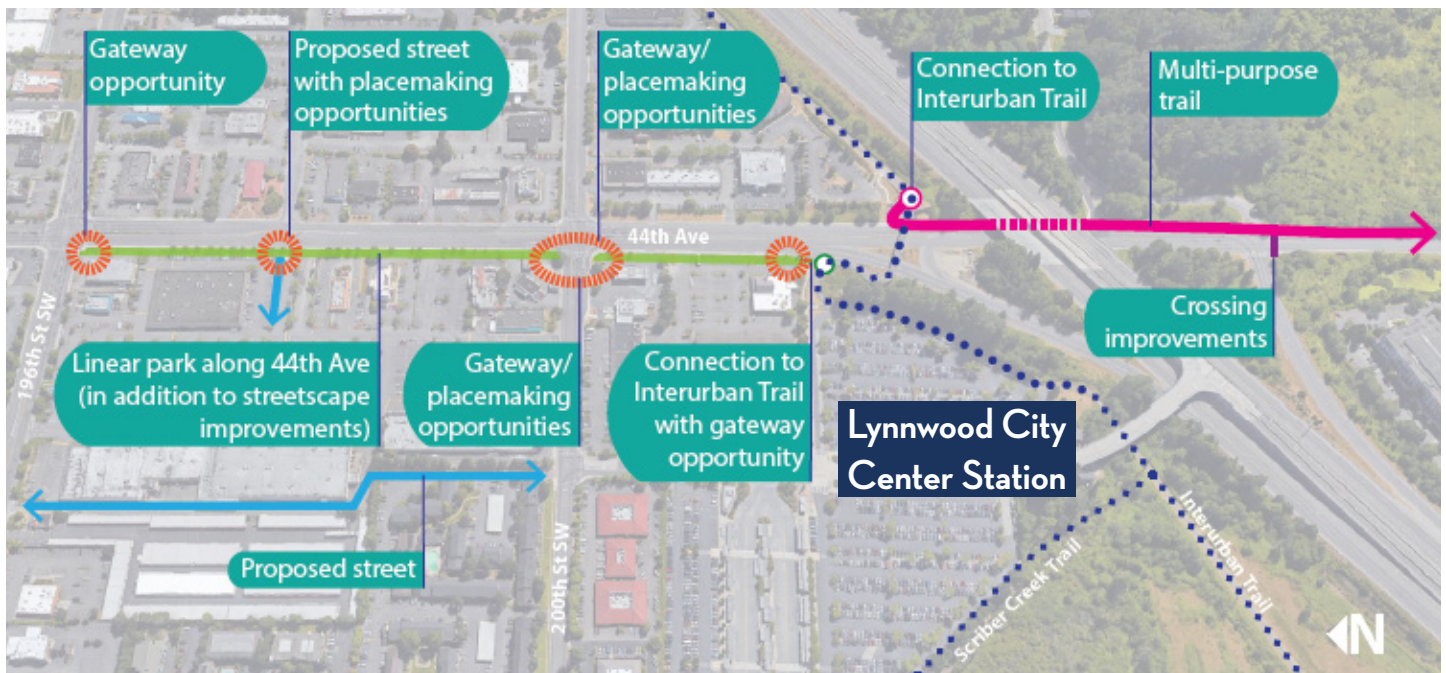 Gateway
opportunity
Proposed street
with placemaking
opportunities
Gateway/
placemaking
opportunities
Connection to
Interurban Trail
Multi-purpose
trail
44th Ave
196th St SW
Linear park along 44th Ave
(in addition to streetscape
improvements)
Gateway/
placemaking
opportunities
Connection to
Interurban Trail
with gateway
opportunity
Crossing
improvements
Lynnwood City
Center Station
Proposed street
200th St SW
Scriber Creek Trail
Interurban Trail
N